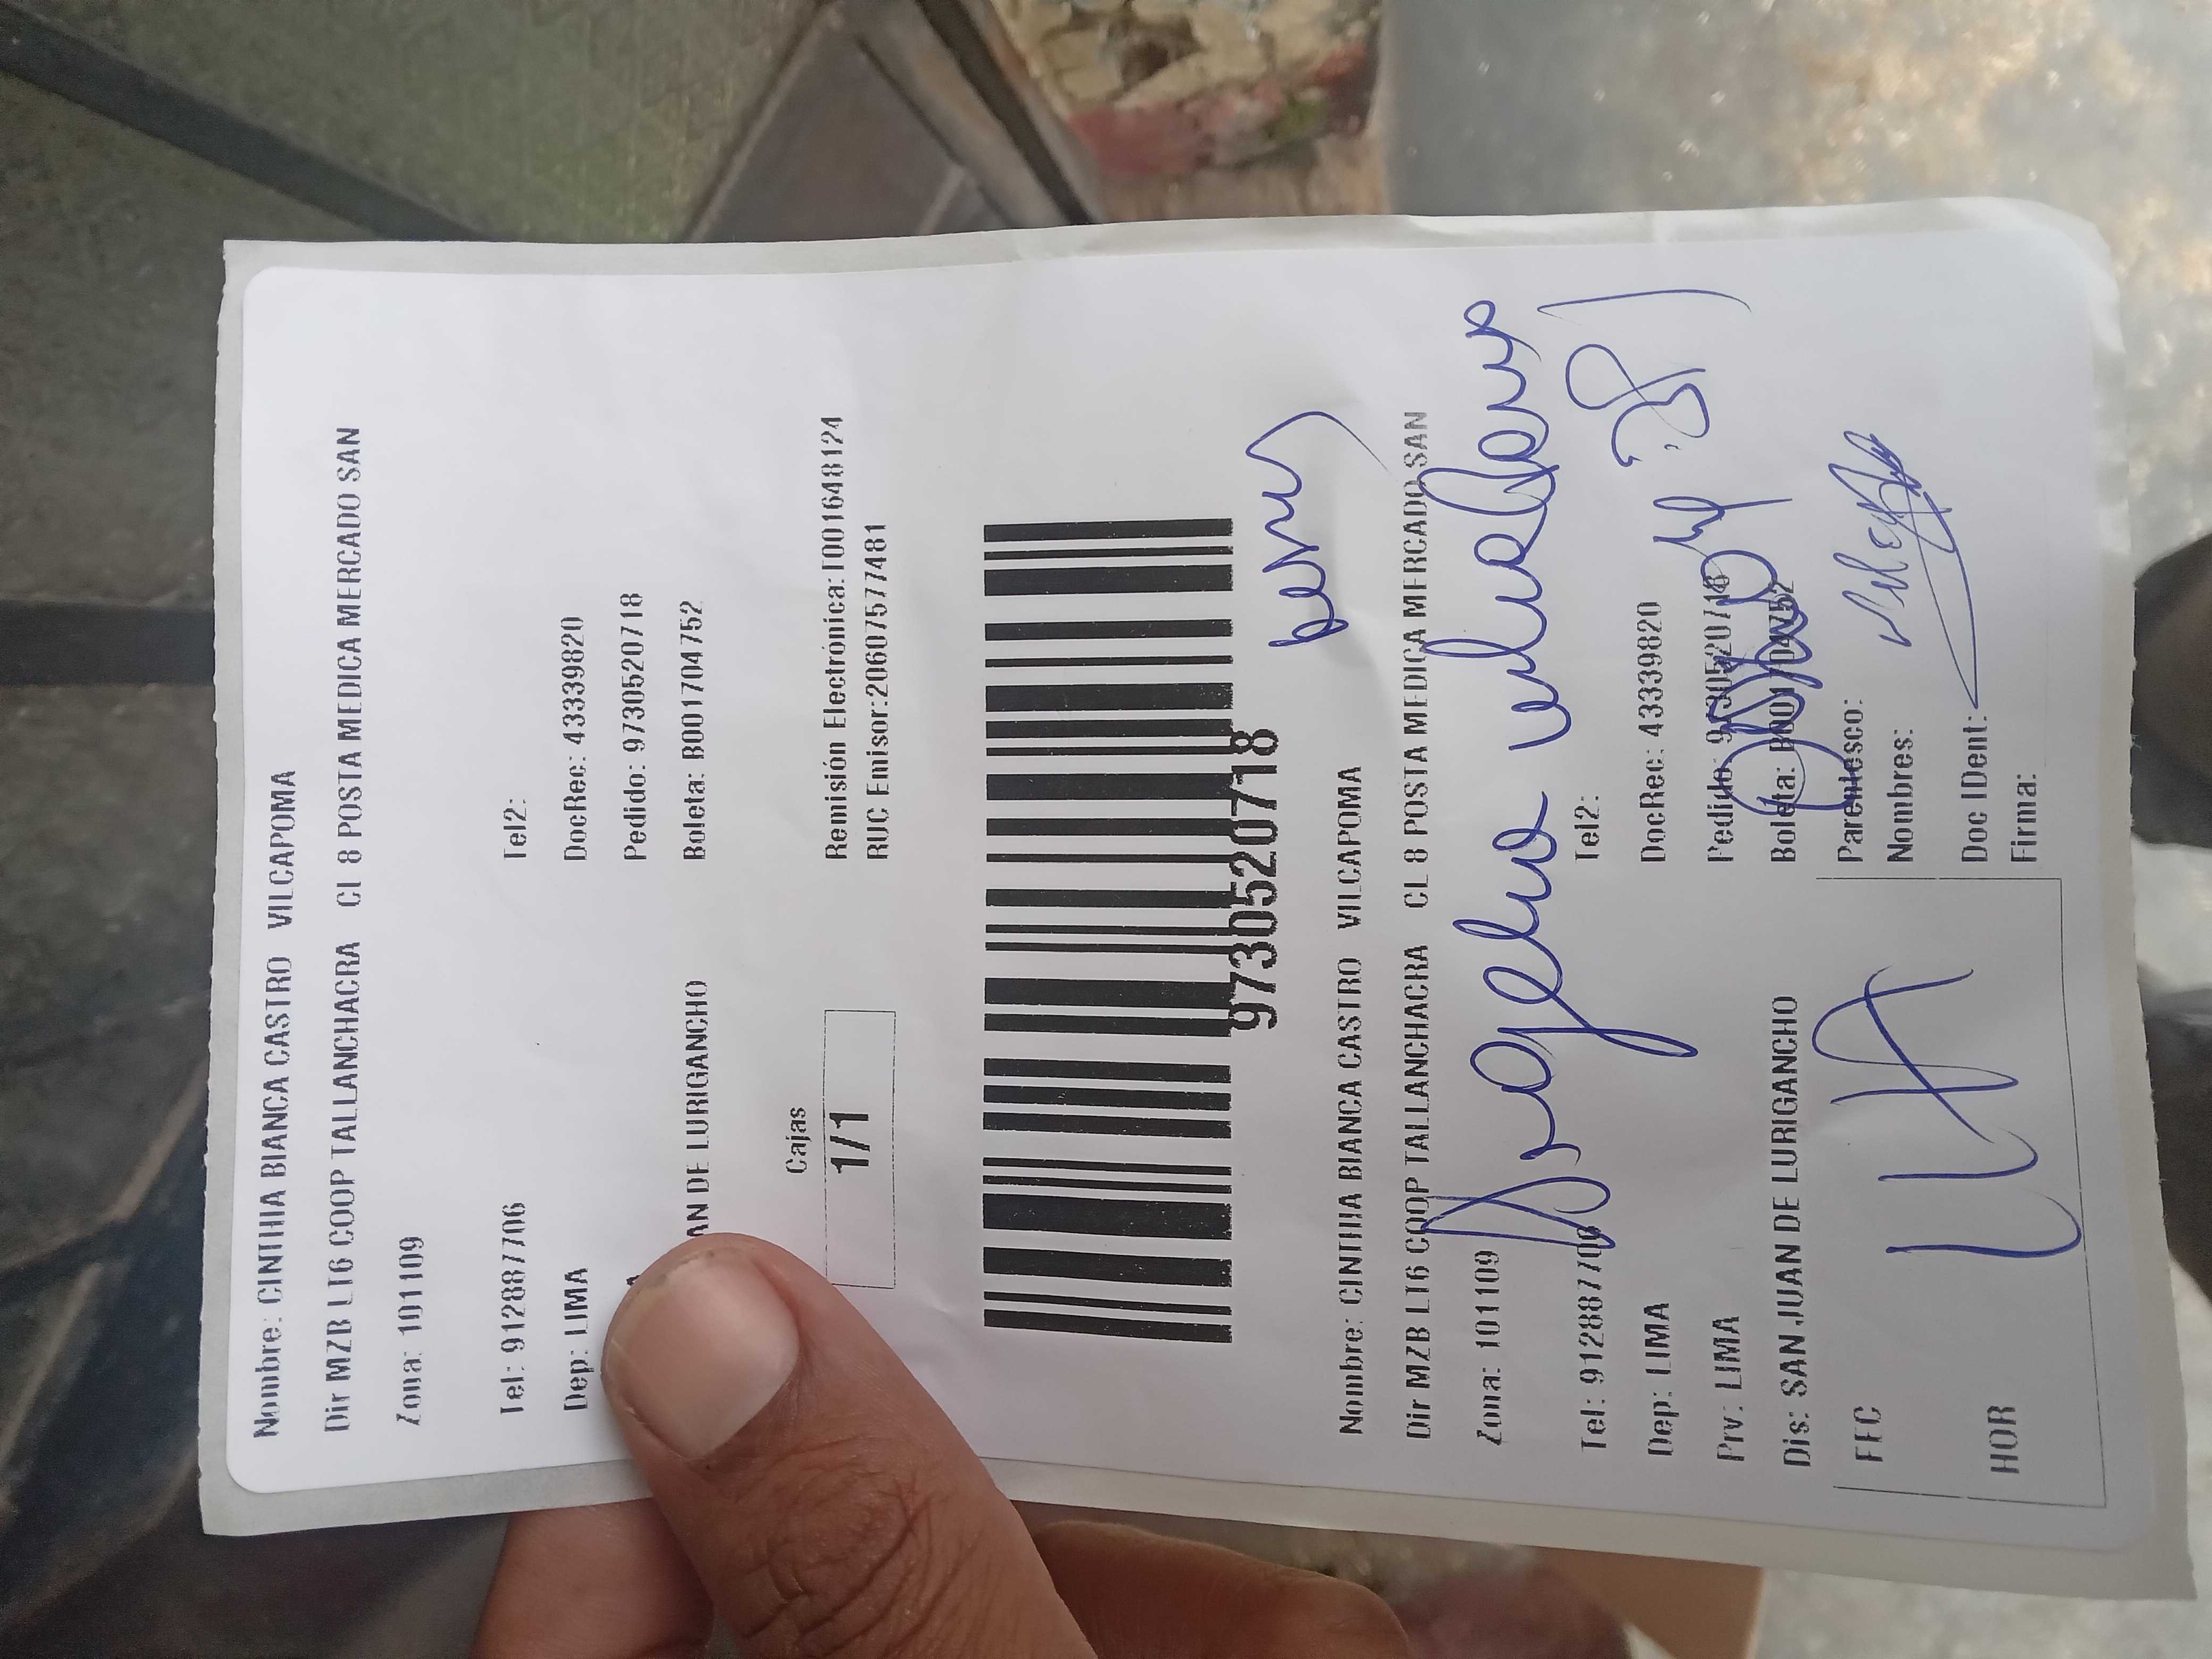 Nombre: CINTHIA BIANCA CASTRO VILCAPOMA
Dir MZB LT6 COOP TALLANCHACRA CL 8 POSTA MEDICA MERCADO SAN
Zona: 101109
Tel: 912887706 Tel2:
Dep: LIMA DocRec: 43339820
Pedido: 9730520718
AN DE LURIGANCHO Boleta: B001704752
Cajas
1/1
Remisión Electrónica: T001648124
RUC Emisor:20607577481
9730520718
Nombre: CINTHIA BIANCA CASTRO VILCAPOMA
Dir MZB LT6 COOP TALLANCHACRA CL 8 POSTA MEDICA MERCADO SAN
Zona: 101109
Tel: 912887706 Tel2:
Dep: LIMA DocRec: 43339820
Prv: LIMA Pedido: 9730520718
Dis: SAN JUAN DE LURIGANCHO Boleta: B001704752
FEC Parentesco:
Nombres:
HOR Doc IDent:
Firma: